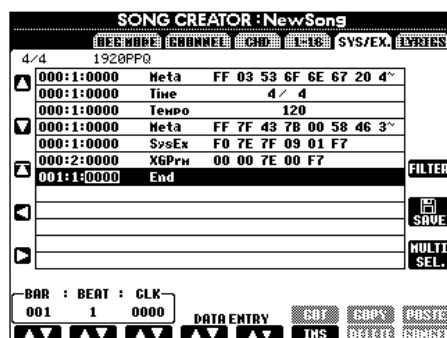 SONG CREATOR : NewSong
REC MODE CHANNEL CHD 1-16 SYS/EX. LYRICS
4/4 1920PPQ
000:1:0000 Meta FF 03 53 6F 6E 67 20 4~
000:1:0000 Time 4/ 4
000:1:0000 Tempo 120
000:1:0000 Meta FF 7F 43 7B 00 58 46 3~
000:1:0000 SysEx F0 7E 7F 09 01 F7
000:2:0000 XGPrm 00 00 7E 00 F7
001:1:0000 End
FILTER
SAVE
MULTI SEL.
BAR : BEAT : CLK
001 1 0000
DATA ENTRY
CUT COPY PASTE
INS DELETE CANCEL